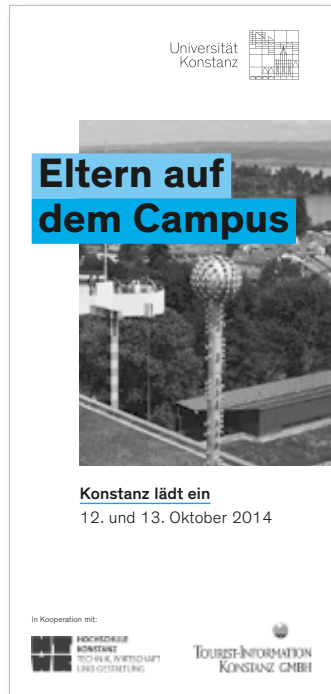 Universität
Konstanz
Eltern auf
dem Campus
Konstanz lädt ein
12. und 13. Oktober 2014
In Kooperation mit:
HOCHSCHULE
KONSTANZ
TECHNIK, WIRTSCHAFT
UND GESTALTUNG
TOURIST-INFORMATION
KONSTANZ GMBH